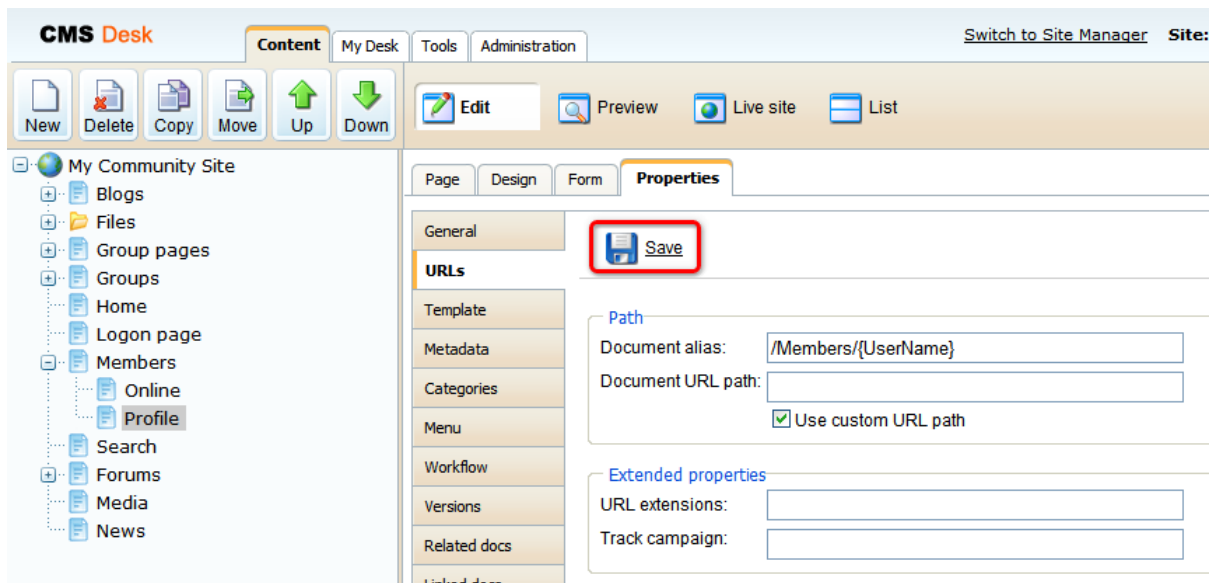 CMS Desk
Content My Desk Tools Administration
Switch to Site Manager Site:
New Delete Copy Move Up Down
Edit Preview Live site List
My Community Site
Blogs
Files
Group pages
Groups
Home
Logon page
Members
Online
Profile
Search
Forums
Media
News
Page Design Form Properties
General
URLs
Template
Metadata
Categories
Menu
Workflow
Versions
Related docs
Linked docs
Save
Path
Document alias: /Members/{UserName}
Document URL path:
Use custom URL path
Extended properties
URL extensions:
Track campaign: